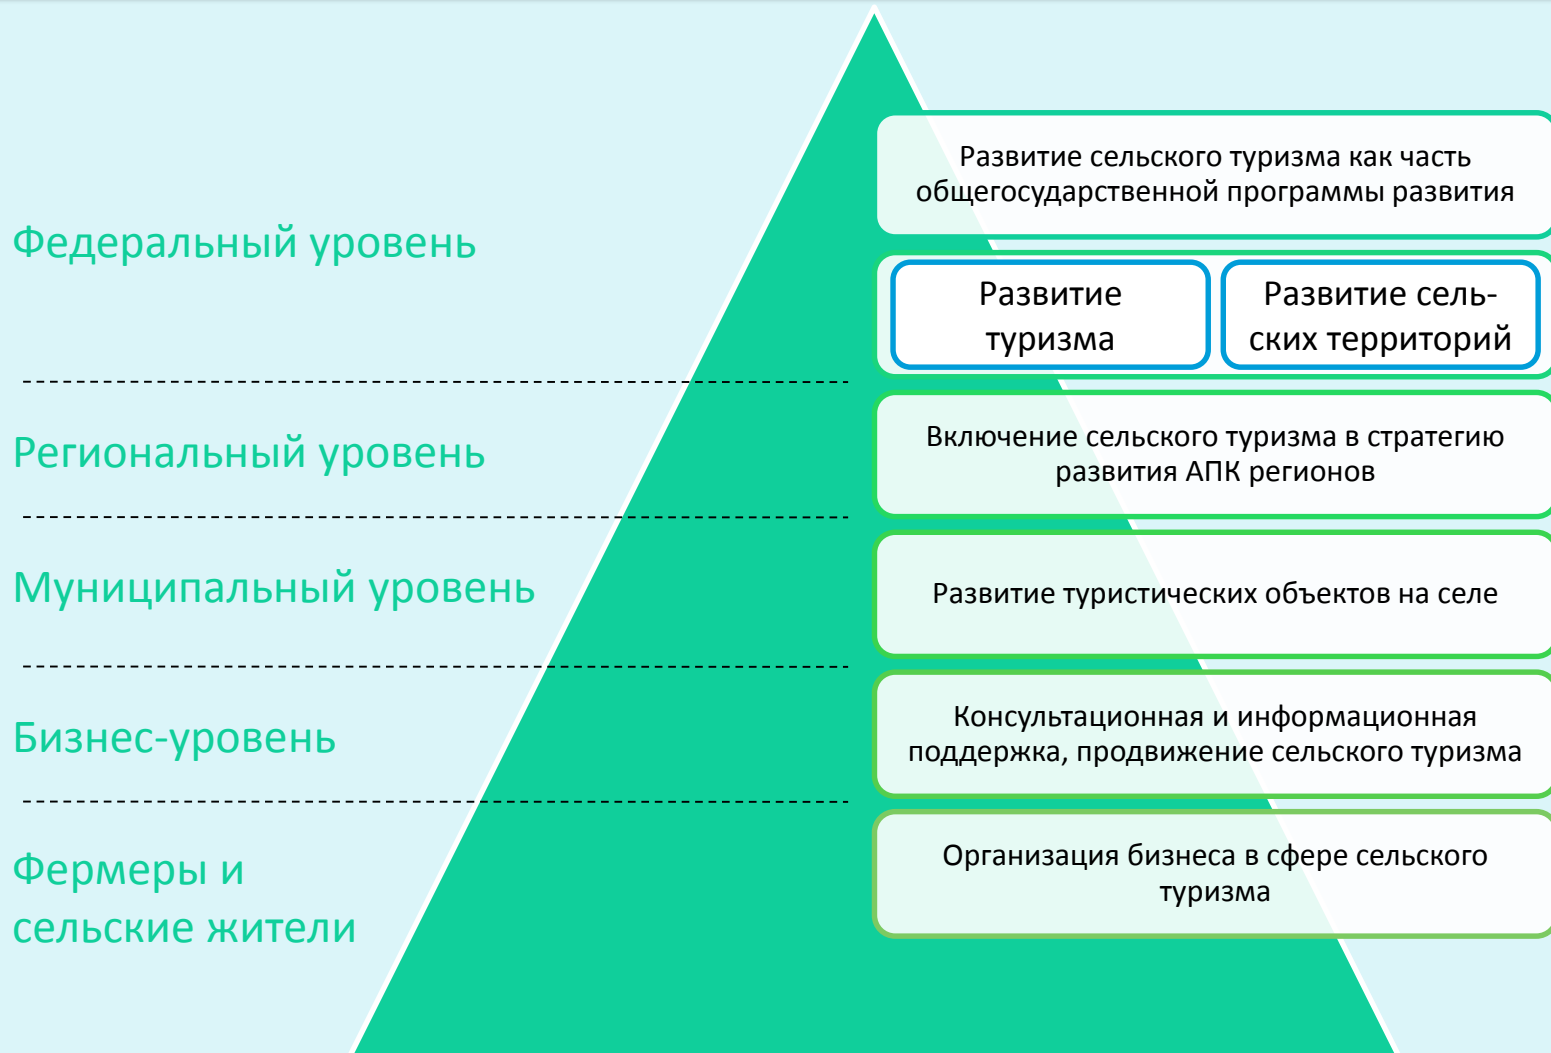 Федеральный уровень
Развитие сельского туризма как часть
общегосударственной программы развития
Развитие
туризма
Развитие сель-
ских территорий
Региональный уровень
Включение сельского туризма в стратегию
развития АПК регионов
Муниципальный уровень
Развитие туристических объектов на селе
Бизнес-уровень
Консультационная и информационная
поддержка, продвижение сельского туризма
Фермеры и
сельские жители
Организация бизнеса в сфере сельского
туризма